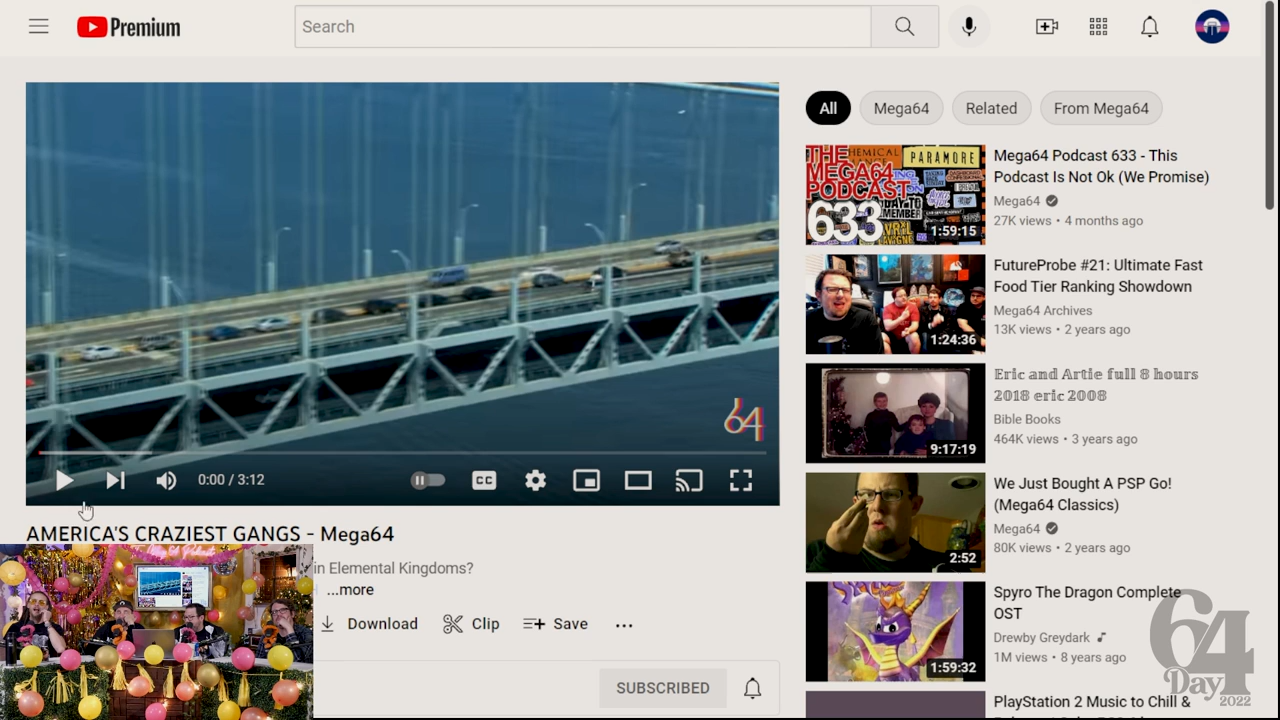 Premium
Search
64
0:00 / 3:12
CC
AMERICA'S CRAZIEST GANGS - Mega64
in Elemental Kingdoms?
...more
Download
Clip
Save
SUBSCRIBED
All
Mega64
Related
From Mega64
THE
MEGA64
PODCAST
633
PARAMORE
1:59:15
Mega64 Podcast 633 - This
Podcast Is Not Ok (We Promise)
Mega64
27K views • 4 months ago
1:24:36
FutureProbe #21: Ultimate Fast
Food Tier Ranking Showdown
Mega64 Archives
13K views • 2 years ago
9:17:19
𝔼𝕣𝕚𝕔 𝕒𝕟𝕕 𝔸𝕣𝕥𝕚𝕖 𝕗𝕦𝕝𝕝 𝟠 𝕙𝕠𝕦𝕣𝕤
𝟚𝟘𝟙𝟠 𝕖𝕣𝕚𝕔 𝟚𝟘𝟘𝟠
Bible Books
464K views • 3 years ago
2:52
We Just Bought A PSP Go!
(Mega64 Classics)
Mega64
80K views • 2 years ago
1:59:32
Spyro The Dragon Complete
OST
Drewby Greydark
1M views • 8 years ago
PlayStation 2 Music to Chill &
64
Day
2022